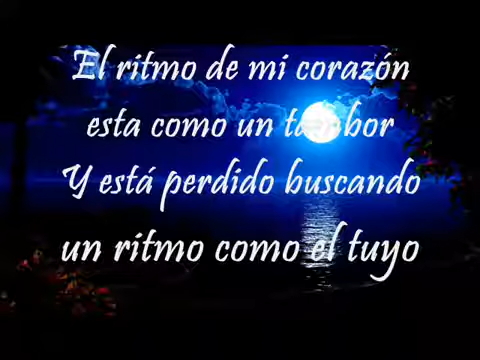 El ritmo de mi corazón
esta como un tambor
Y está perdido buscando
un ritmo como el tuyo